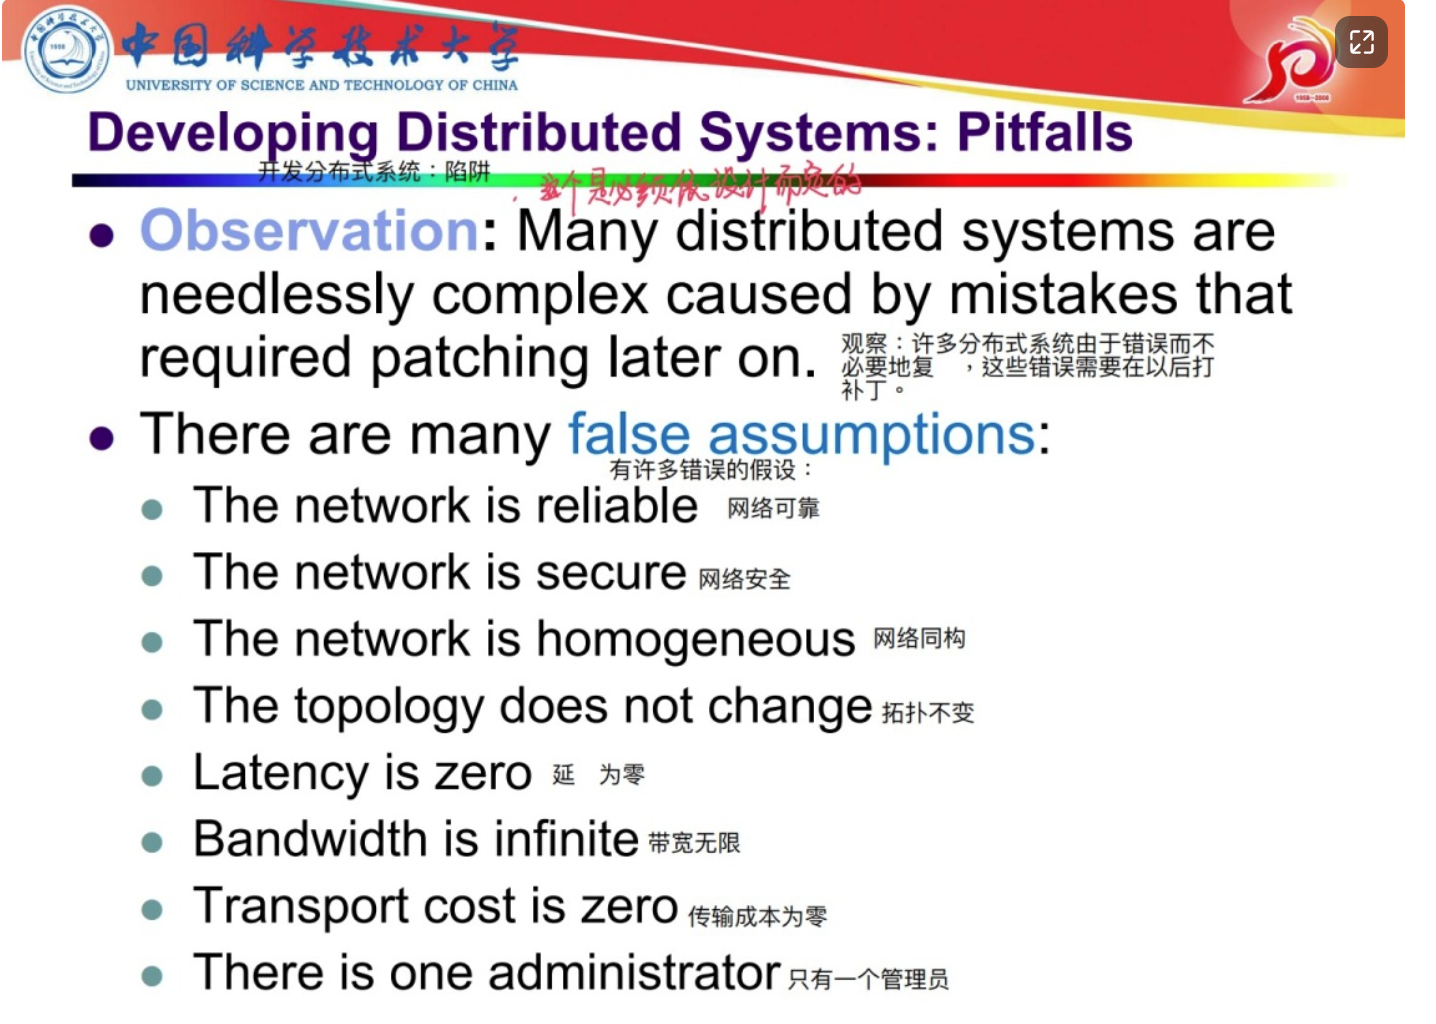 中国科学技术大学
UNIVERSITY OF SCIENCE AND TECHNOLOGY OF CHINA
1958—2008
Developing Distributed Systems: Pitfalls
开发分布式系统：陷阱
这个是必须依设计而定的
Observation: Many distributed systems are
needlessly complex caused by mistakes that
required patching later on.
观察：许多分布式系统由于错误而不
必要地复 ，这些错误需要在以后打
补丁。
There are many false assumptions:
有许多错误的假设：
The network is reliable 网络可靠
The network is secure 网络安全
The network is homogeneous 网络同构
The topology does not change 拓扑不变
Latency is zero 延 为零
Bandwidth is infinite 带宽无限
Transport cost is zero 传输成本为零
There is one administrator 只有一个管理员